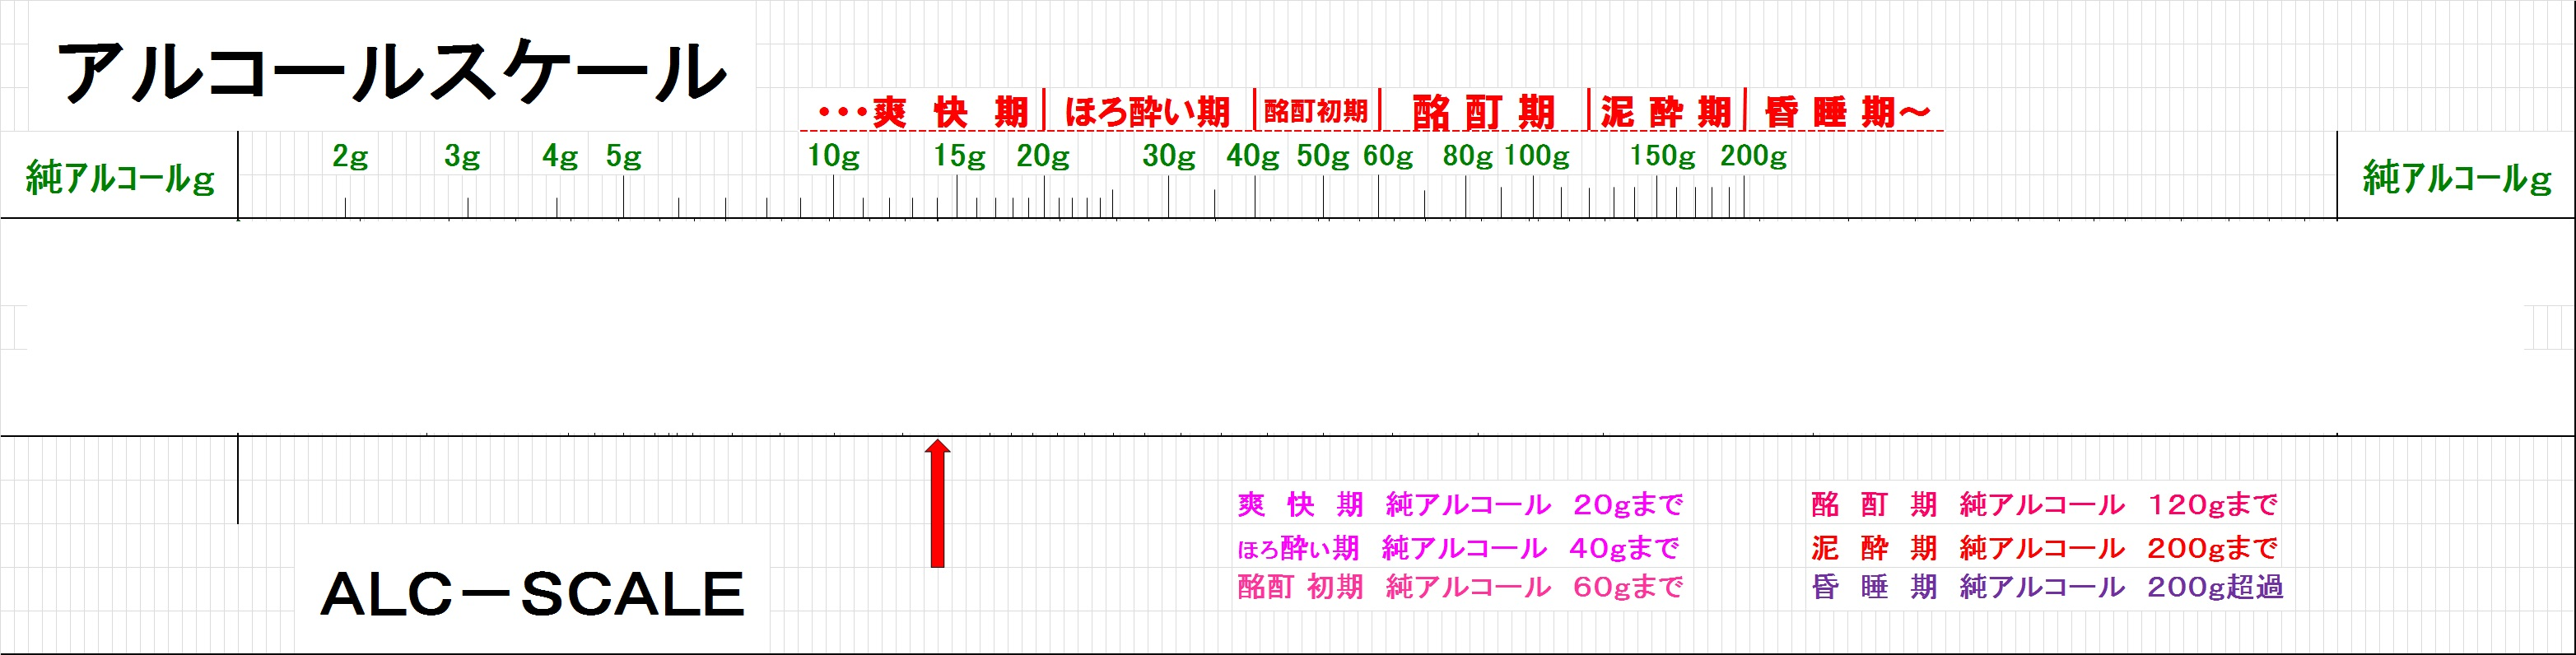 アルコールスケール
・・・爽 快 期 ほろ酔い期 酩酊初期 酩 酊 期 泥 酔 期 昏 睡 期～
純アルコールg 2g 3g 4g 5g 10g 15g 20g 30g 40g 50g 60g 80g 100g 150g 200g 純アルコールg
爽 快 期 純アルコール 20gまで
ほろ酔い期 純アルコール 40gまで
酩酊 初期 純アルコール 60gまで
酩 酊 期 純アルコール 120gまで
泥 酔 期 純アルコール 200gまで
昏 睡 期 純アルコール 200g超過
ALC－SCALE